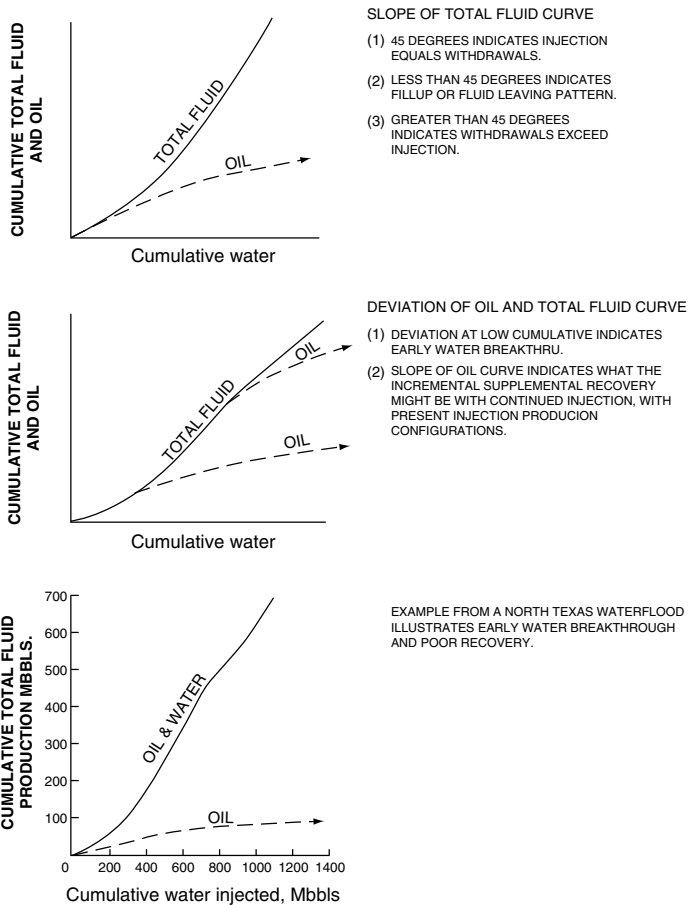 CUMULATIVE TOTAL FLUID
AND OIL
TOTAL FLUID
OIL
Cumulative water
SLOPE OF TOTAL FLUID CURVE
(1) 45 DEGREES INDICATES INJECTION
EQUALS WITHDRAWALS.
(2) LESS THAN 45 DEGREES INDICATES
FILLUP OR FLUID LEAVING PATTERN.
(3) GREATER THAN 45 DEGREES
INDICATES WITHDRAWALS EXCEED
INJECTION.
CUMULATIVE TOTAL FLUID
AND OIL
TOTAL FLUID
OIL
OIL
Cumulative water
DEVIATION OF OIL AND TOTAL FLUID CURVE
(1) DEVIATION AT LOW CUMULATIVE INDICATES
EARLY WATER BREAKTHRU.
(2) SLOPE OF OIL CURVE INDICATES WHAT THE
INCREMENTAL SUPPLEMENTAL RECOVERY
MIGHT BE WITH CONTINUED INJECTION, WITH
PRESENT INJECTION PRODUCION
CONFIGURATIONS.
CUMULATIVE TOTAL FLUID
PRODUCTION MBBLS.
700
600
500
400
300
200
100
OIL & WATER
OIL
0 200 400 600 800 1000 1200 1400
Cumulative water injected, Mbbls
EXAMPLE FROM A NORTH TEXAS WATERFLOOD
ILLUSTRATES EARLY WATER BREAKTHROUGH
AND POOR RECOVERY.